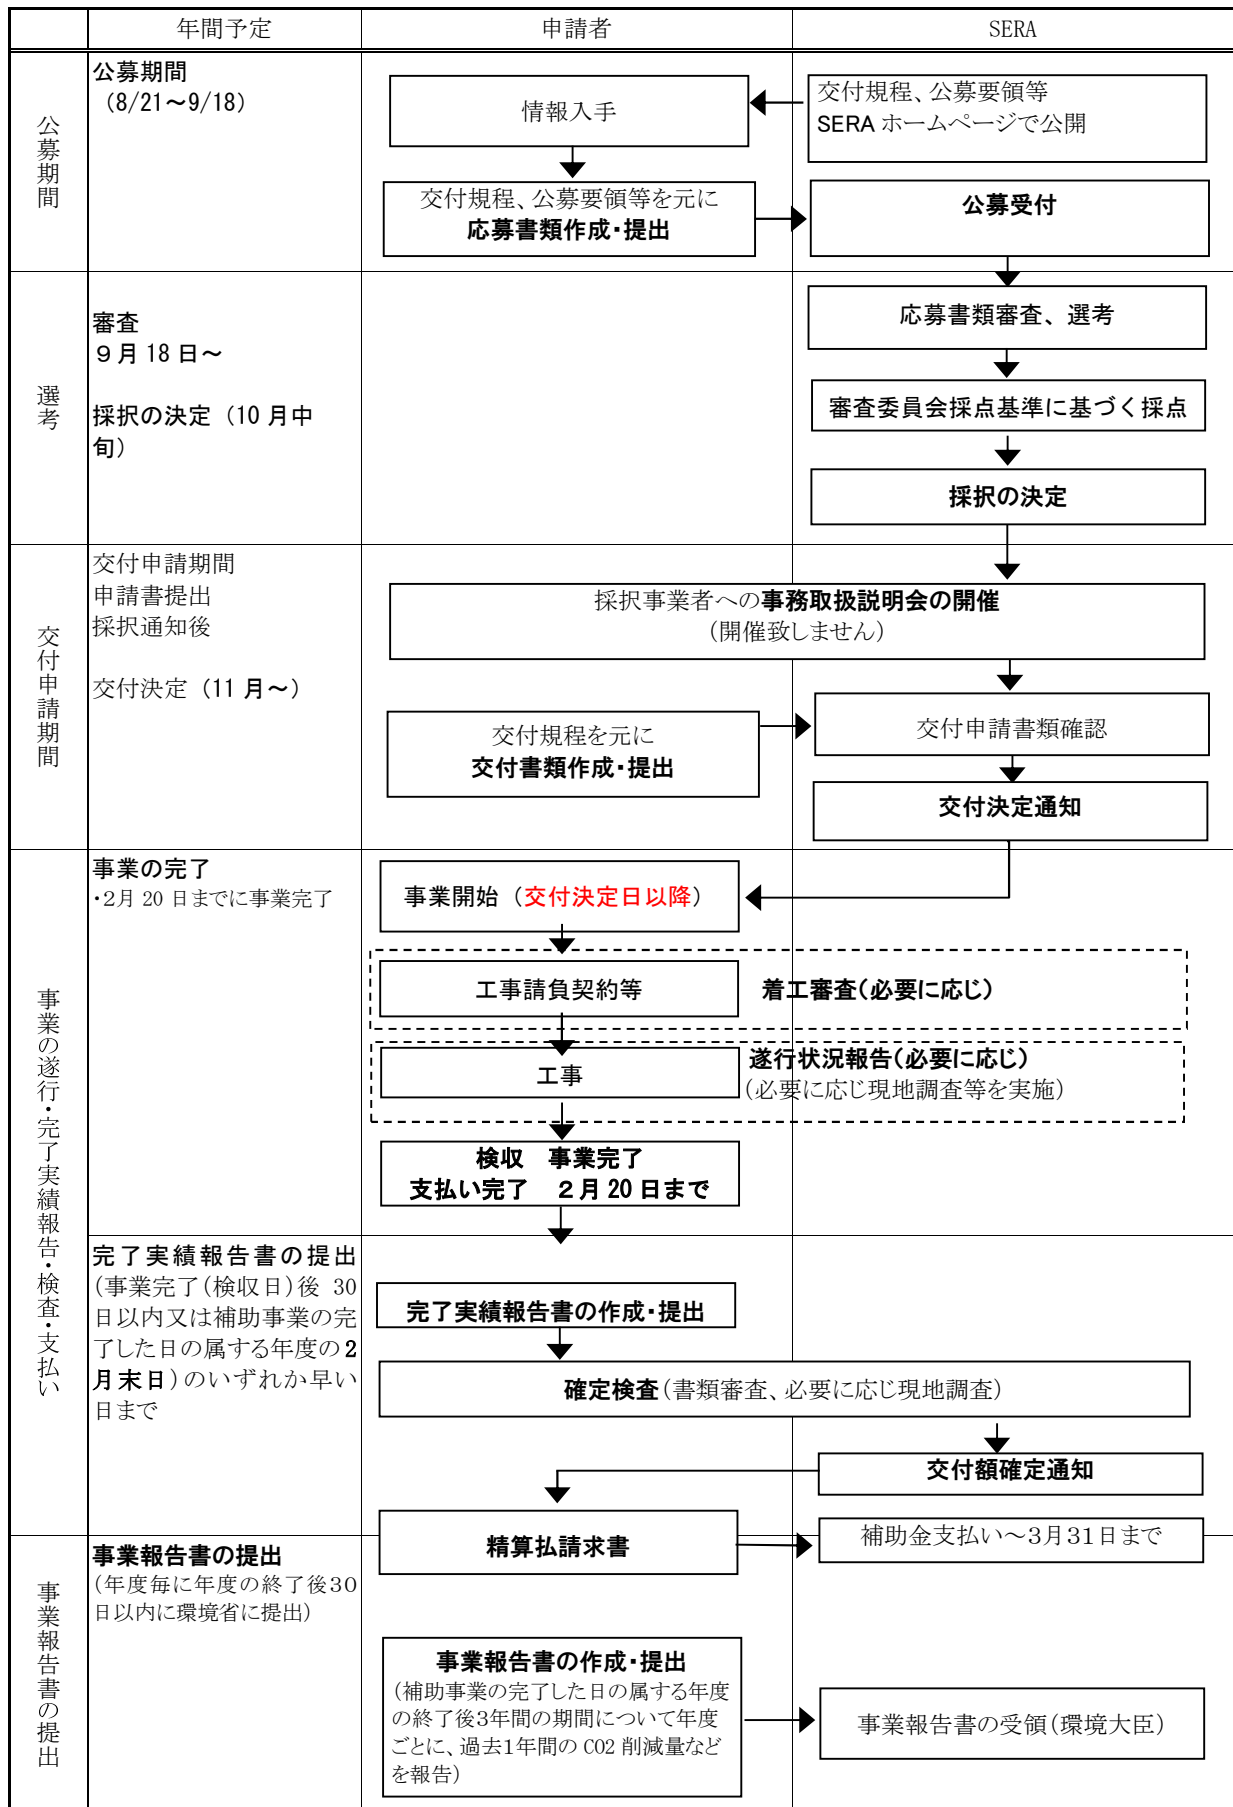 年間予定
申請者
SERA
公募期間
公募期間
（8/21～9/18）
情報入手
交付規程、公募要領等
SERA ホームページで公開
交付規程、公募要領等を元に
応募書類作成・提出
公募受付
選考
審査
９月 18 日～
採択の決定（10 月中
旬）
応募書類審査、選考
審査委員会採点基準に基づく採点
採択の決定
交付申請期間
交付申請期間
申請書提出
採択通知後
交付決定（11 月～）
採択事業者への事務取扱説明会の開催
（開催致しません）
交付規程を元に
交付書類作成・提出
交付申請書類確認
交付決定通知
事業の遂行・完了実績報告・検査・支払い
事業の完了
・2月 20 日までに事業完了
事業開始（交付決定日以降）
工事請負契約等
着工審査（必要に応じ）
工事
遂行状況報告（必要に応じ）
（必要に応じ現地調査等を実施）
検収　事業完了
支払い完了　２月 20 日まで
完了実績報告書の提出
（事業完了（検収日）後 30
日以内又は補助事業の完
了した日の属する年度の2
月末日）のいずれか早い
日まで
完了実績報告書の作成・提出
確定検査（書類審査、必要に応じ現地調査）
交付額確定通知
精算払請求書
補助金支払い～3月31日まで
事業報告書の提出
事業報告書の提出
（年度毎に年度の終了後30
日以内に環境省に提出）
事業報告書の作成・提出
（補助事業の完了した日の属する年度
の終了後3年間の期間について年度
ごとに、過去1年間の CO2 削減量など
を報告）
事業報告書の受領（環境大臣）